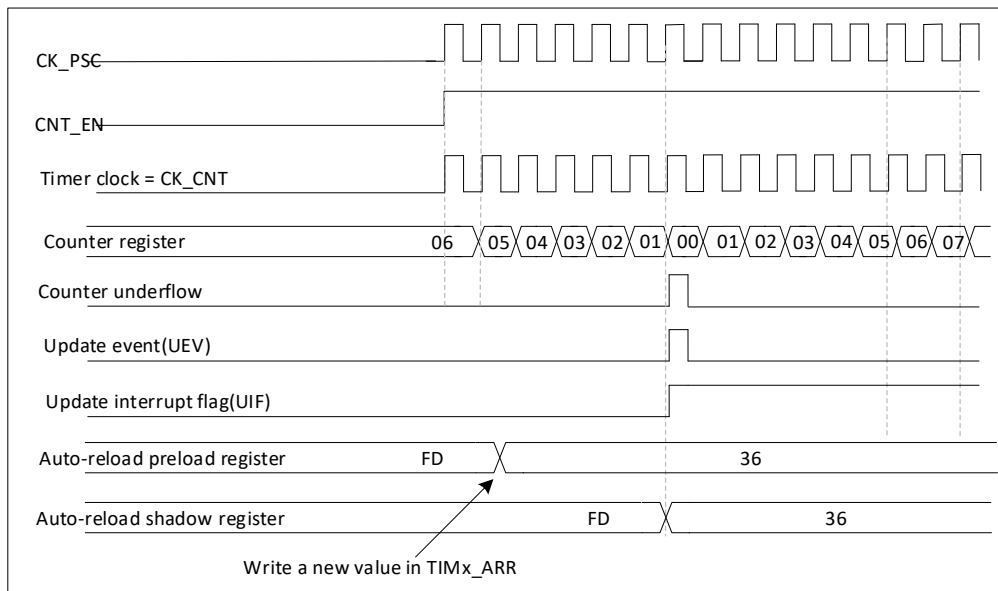 CK_PSC
CNT_EN
Timer clock = CK_CNT
Counter register 06 05 04 03 02 01 00 01 02 03 04 05 06 07
Counter underflow
Update event(UEV)
Update interrupt flag(UIF)
Auto-reload preload register FD 36
Auto-reload shadow register FD 36
Write a new value in TIMx_ARR